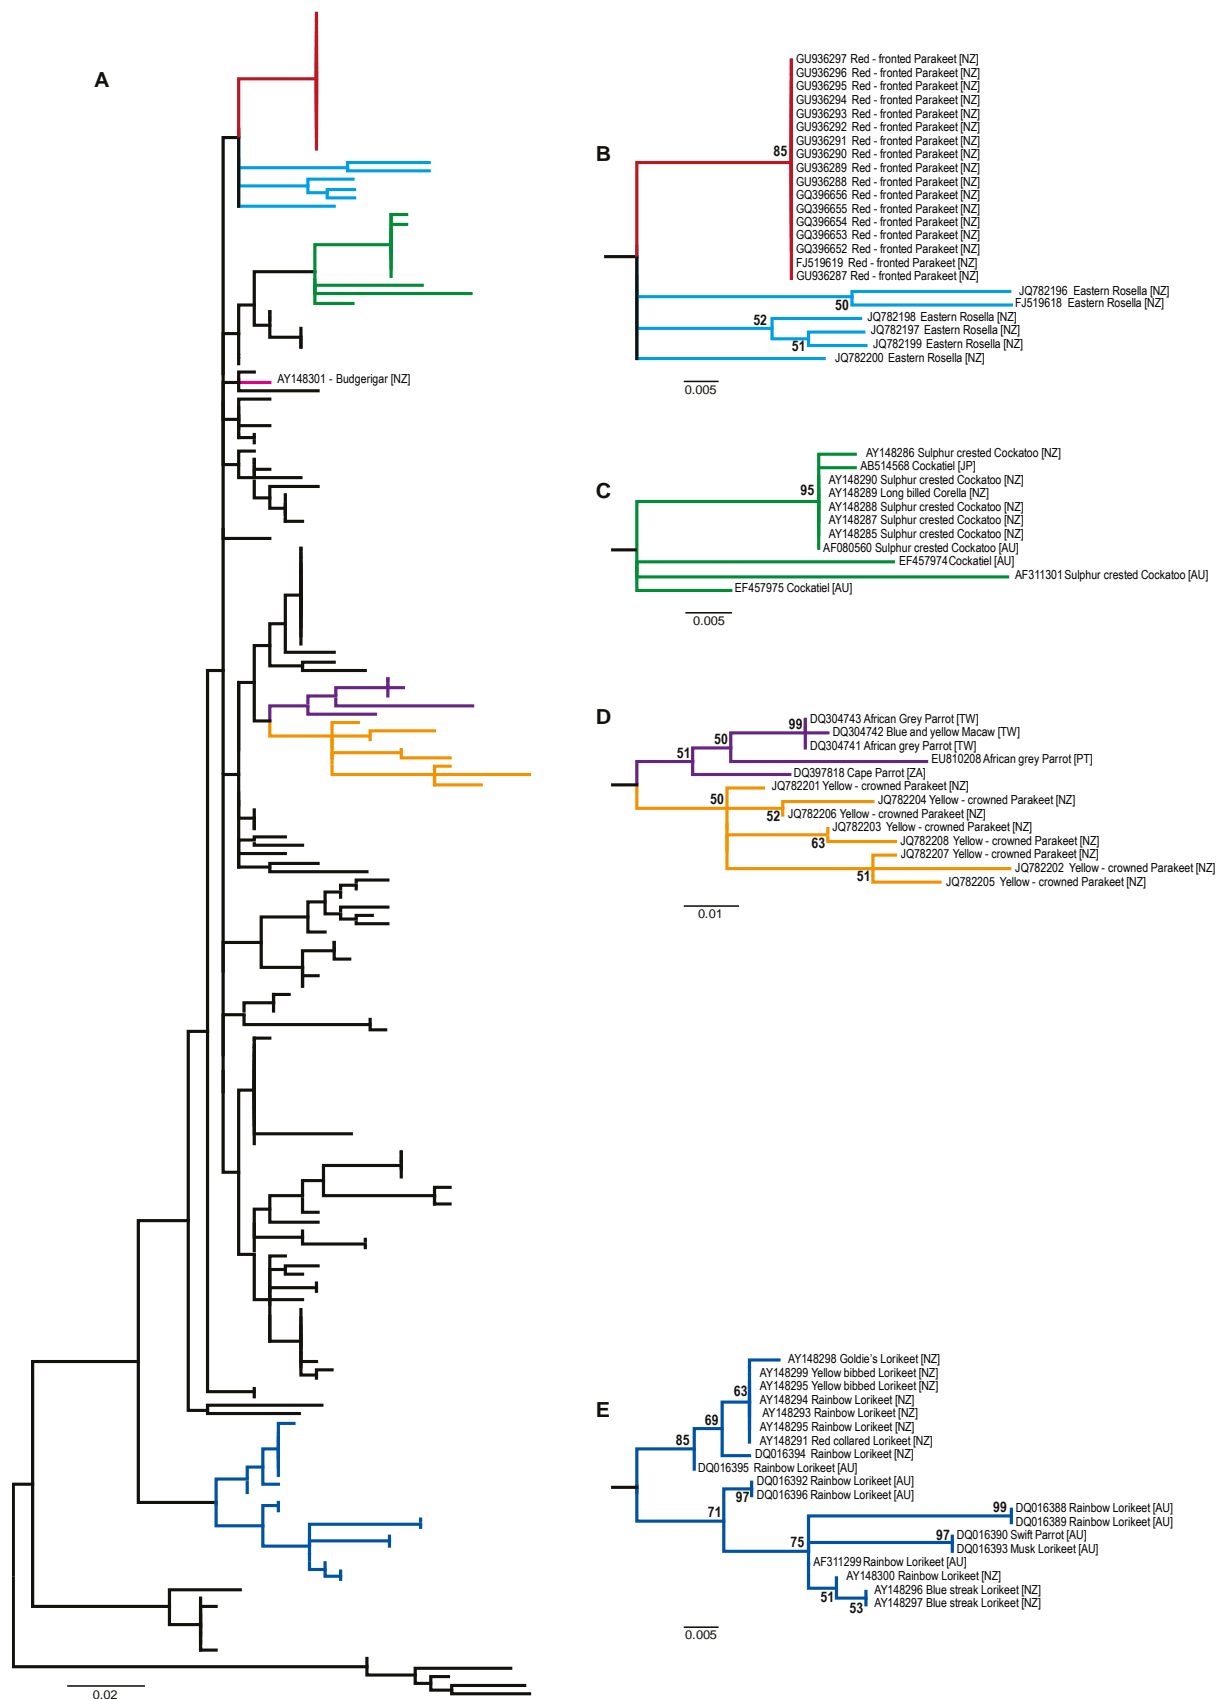 A
AY148301 - Budgerigar [NZ]
0.02
B
GU936297 Red - fronted Parakeet [NZ]
GU936296 Red - fronted Parakeet [NZ]
GU936295 Red - fronted Parakeet [NZ]
GU936294 Red - fronted Parakeet [NZ]
GU936293 Red - fronted Parakeet [NZ]
GU936292 Red - fronted Parakeet [NZ]
GU936291 Red - fronted Parakeet [NZ]
85
GU936290 Red - fronted Parakeet [NZ]
GU936289 Red - fronted Parakeet [NZ]
GU936288 Red - fronted Parakeet [NZ]
GQ396656 Red - fronted Parakeet [NZ]
GQ396655 Red - fronted Parakeet [NZ]
GQ396654 Red - fronted Parakeet [NZ]
GQ396653 Red - fronted Parakeet [NZ]
GQ396652 Red - fronted Parakeet [NZ]
FJ519619 Red - fronted Parakeet [NZ]
GU936287 Red - fronted Parakeet [NZ]
JQ782196 Eastern Rosella [NZ]
50
FJ519618 Eastern Rosella [NZ]
52
JQ782198 Eastern Rosella [NZ]
JQ782197 Eastern Rosella [NZ]
51
JQ782199 Eastern Rosella [NZ]
JQ782200 Eastern Rosella [NZ]
0.005
C
AY148286 Sulphur crested Cockatoo [NZ]
AB514568 Cockatiel [JP]
AY148290 Sulphur crested Cockatoo [NZ]
95
AY148289 Long billed Corella [NZ]
AY148288 Sulphur crested Cockatoo [NZ]
AY148287 Sulphur crested Cockatoo [NZ]
AY148285 Sulphur crested Cockatoo [NZ]
AF080560 Sulphur crested Cockatoo [AU]
EF457974 Cockatiel [AU]
AF311301 Sulphur crested Cockatoo [AU]
EF457975 Cockatiel [AU]
0.005
D
99
DQ304743 African Grey Parrot [TW]
DQ304742 Blue and yellow Macaw [TW]
50
DQ304741 African grey Parrot [TW]
51
EU810208 African grey Parrot [PT]
DQ397818 Cape Parrot [ZA]
JQ782201 Yellow - crowned Parakeet [NZ]
50
JQ782204 Yellow - crowned Parakeet [NZ]
52
JQ782206 Yellow - crowned Parakeet [NZ]
JQ782203 Yellow - crowned Parakeet [NZ]
63
JQ782208 Yellow - crowned Parakeet [NZ]
JQ782207 Yellow - crowned Parakeet [NZ]
JQ782202 Yellow - crowned Parakeet [NZ]
51
JQ782205 Yellow - crowned Parakeet [NZ]
0.01
E
AY148298 Goldie's Lorikeet [NZ]
AY148299 Yellow bibbed Lorikeet [NZ]
AY148295 Yellow bibbed Lorikeet [NZ]
63
AY148294 Rainbow Lorikeet [NZ]
AY148293 Rainbow Lorikeet [NZ]
69
AY148295 Rainbow Lorikeet [NZ]
85
AY148291 Red collared Lorikeet [NZ]
DQ016394 Rainbow Lorikeet [NZ]
DQ016395 Rainbow Lorikeet [AU]
DQ016392 Rainbow Lorikeet [AU]
97
DQ016396 Rainbow Lorikeet [AU]
71
99
DQ016388 Rainbow Lorikeet [AU]
DQ016389 Rainbow Lorikeet [AU]
75
97
DQ016390 Swift Parrot [AU]
DQ016393 Musk Lorikeet [AU]
AF311299 Rainbow Lorikeet [AU]
AY148300 Rainbow Lorikeet [NZ]
51
AY148296 Blue streak Lorikeet [NZ]
53
AY148297 Blue streak Lorikeet [NZ]
0.005